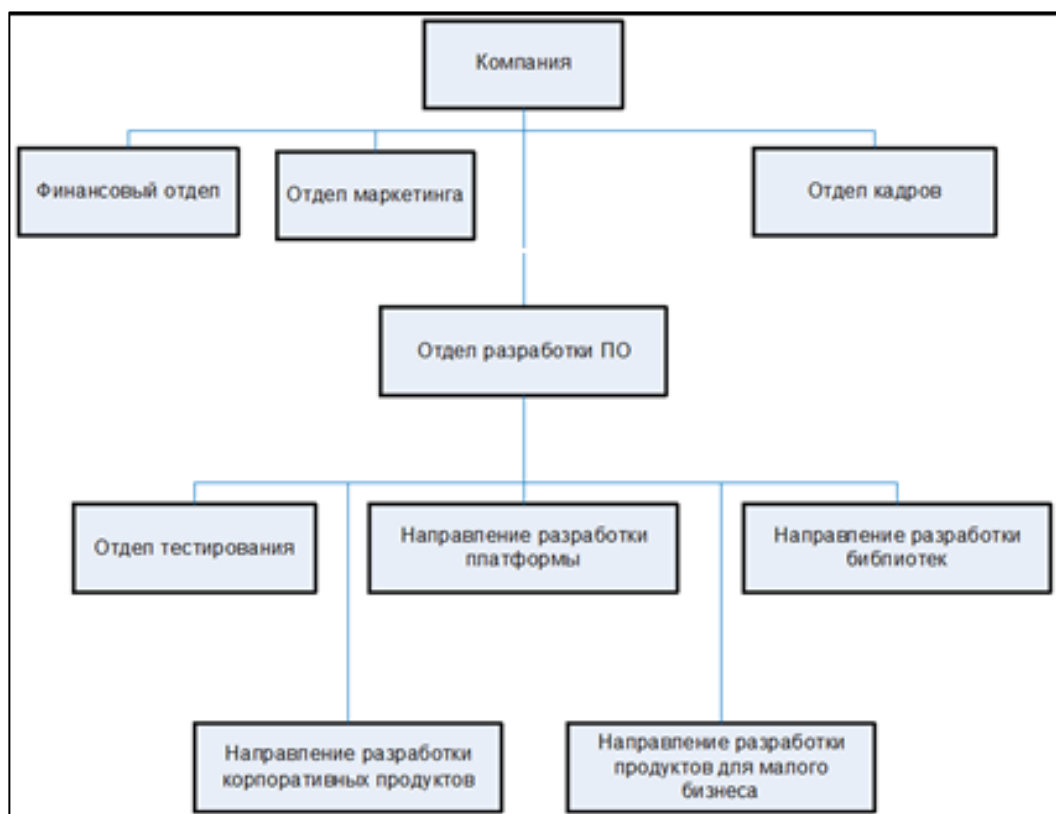 Компания
Финансовый отдел
Отдел маркетинга
Отдел кадров
Отдел разработки ПО
Отдел тестирования
Направление разработки
платформы
Направление разработки
библиотек
Направление разработки
корпоративных продуктов
Направление разработки
продуктов для малого
бизнеса